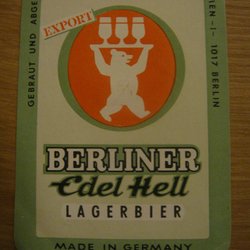 EXPORT
GEBRAUT UND ABGE
EN -I- 1017 BERLIN
BERLINER
Edel Hell
LAGERBIER
MADE IN GERMANY